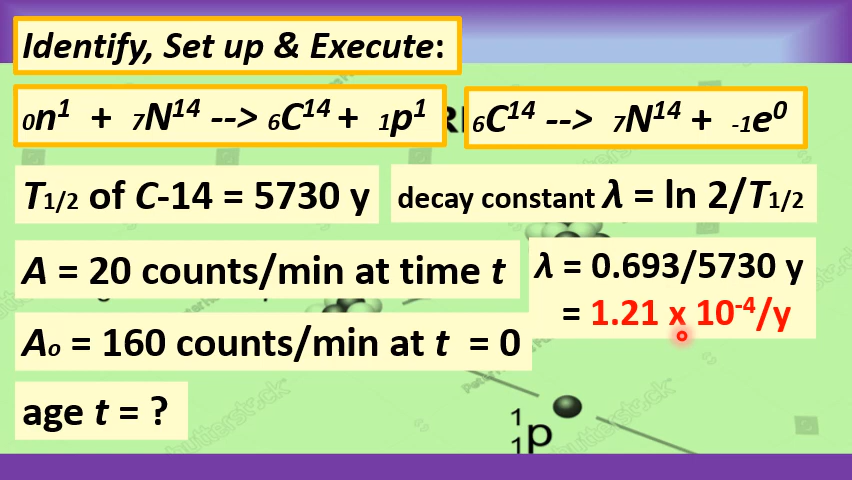 Identify, Set up & Execute:
₀n¹ + ₇N¹⁴ --> ₆C¹⁴ + ₁p¹
₆C¹⁴ --> ₇N¹⁴ + ₋₁e⁰
T₁/₂ of C-14 = 5730 y
decay constant λ = ln 2/T₁/₂
A = 20 counts/min at time t
λ = 0.693/5730 y
= 1.21 x 10⁻⁴/y
Aₒ = 160 counts/min at t = 0
age t = ?
¹₁p